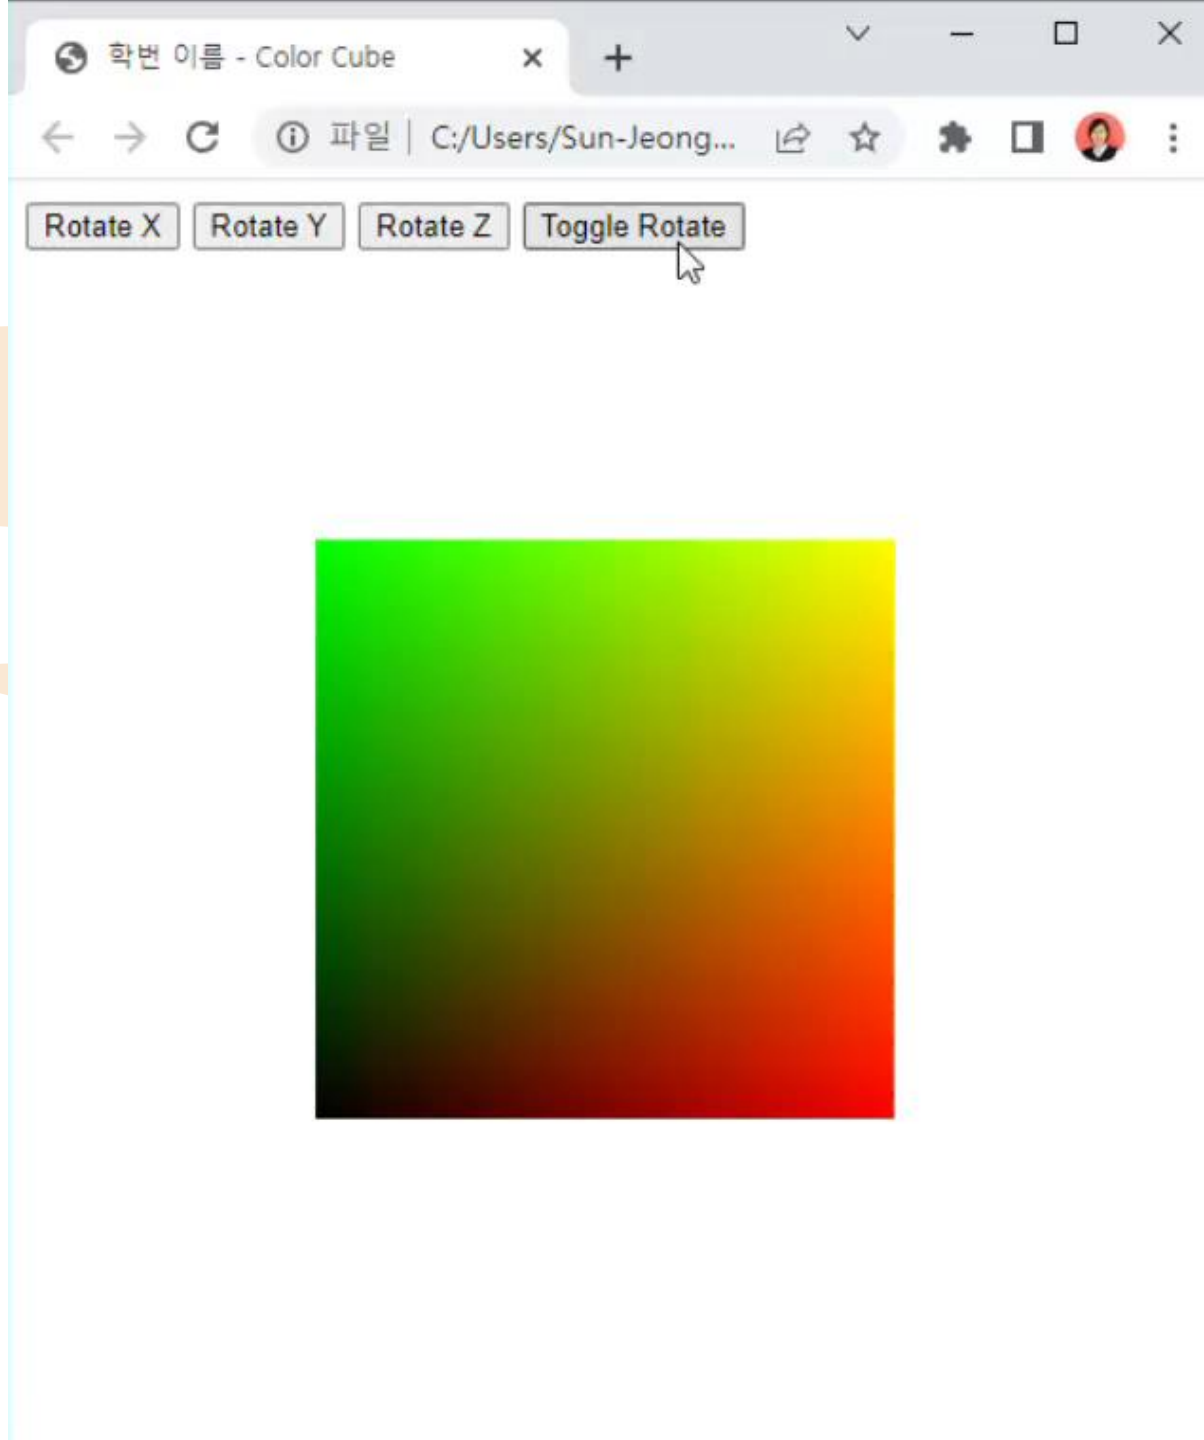 학번 이름 - Color Cube
파일 | C:/Users/Sun-Jeong...
Rotate X Rotate Y Rotate Z Toggle Rotate